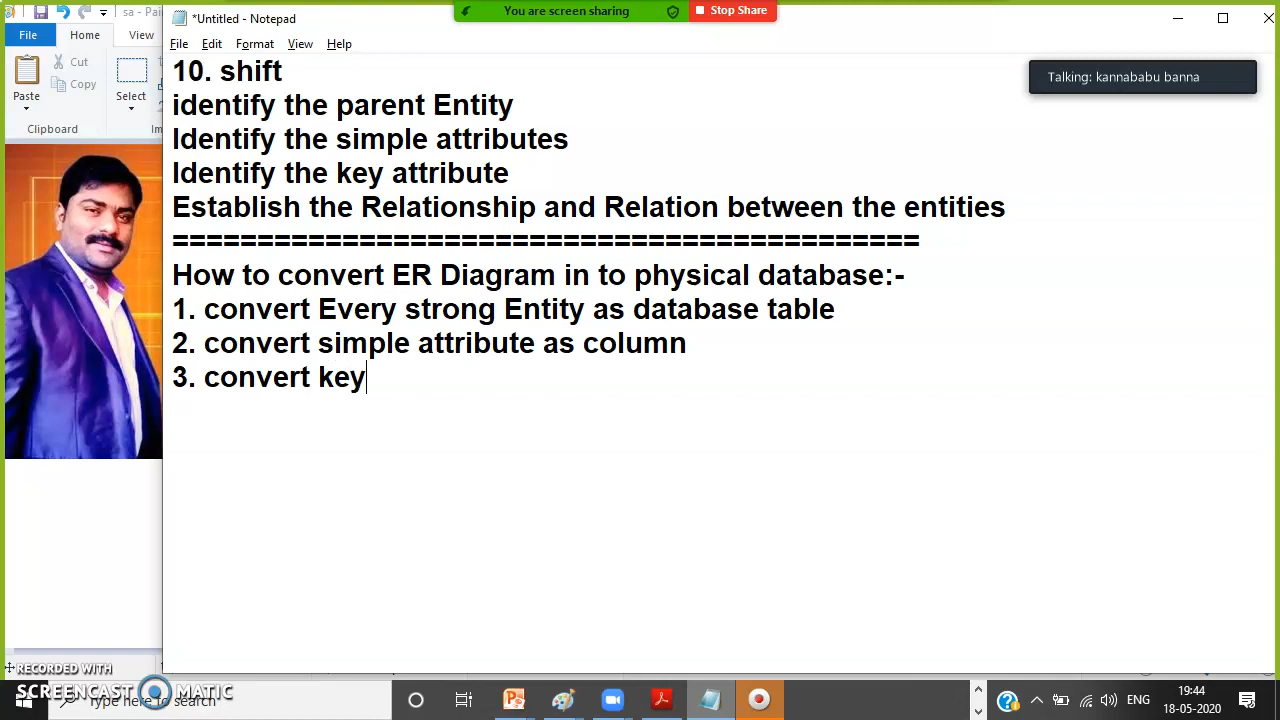 sa - Pai
*Untitled - Notepad
You are screen sharing
Stop Share
File
Home
View
File Edit Format View Help
Cut
Copy
Paste
Select
Clipboard
Im
Talking: kannababu banna
10. shift
identify the parent Entity
Identify the simple attributes
Identify the key attribute
Establish the Relationship and Relation between the entities
============================================
How to convert ER Diagram in to physical database:-
1. convert Every strong Entity as database table
2. convert simple attribute as column
3. convert key
RECORDED WITH
SCREENCAST MATIC
Type here to search
ENG
19:44
18-05-2020